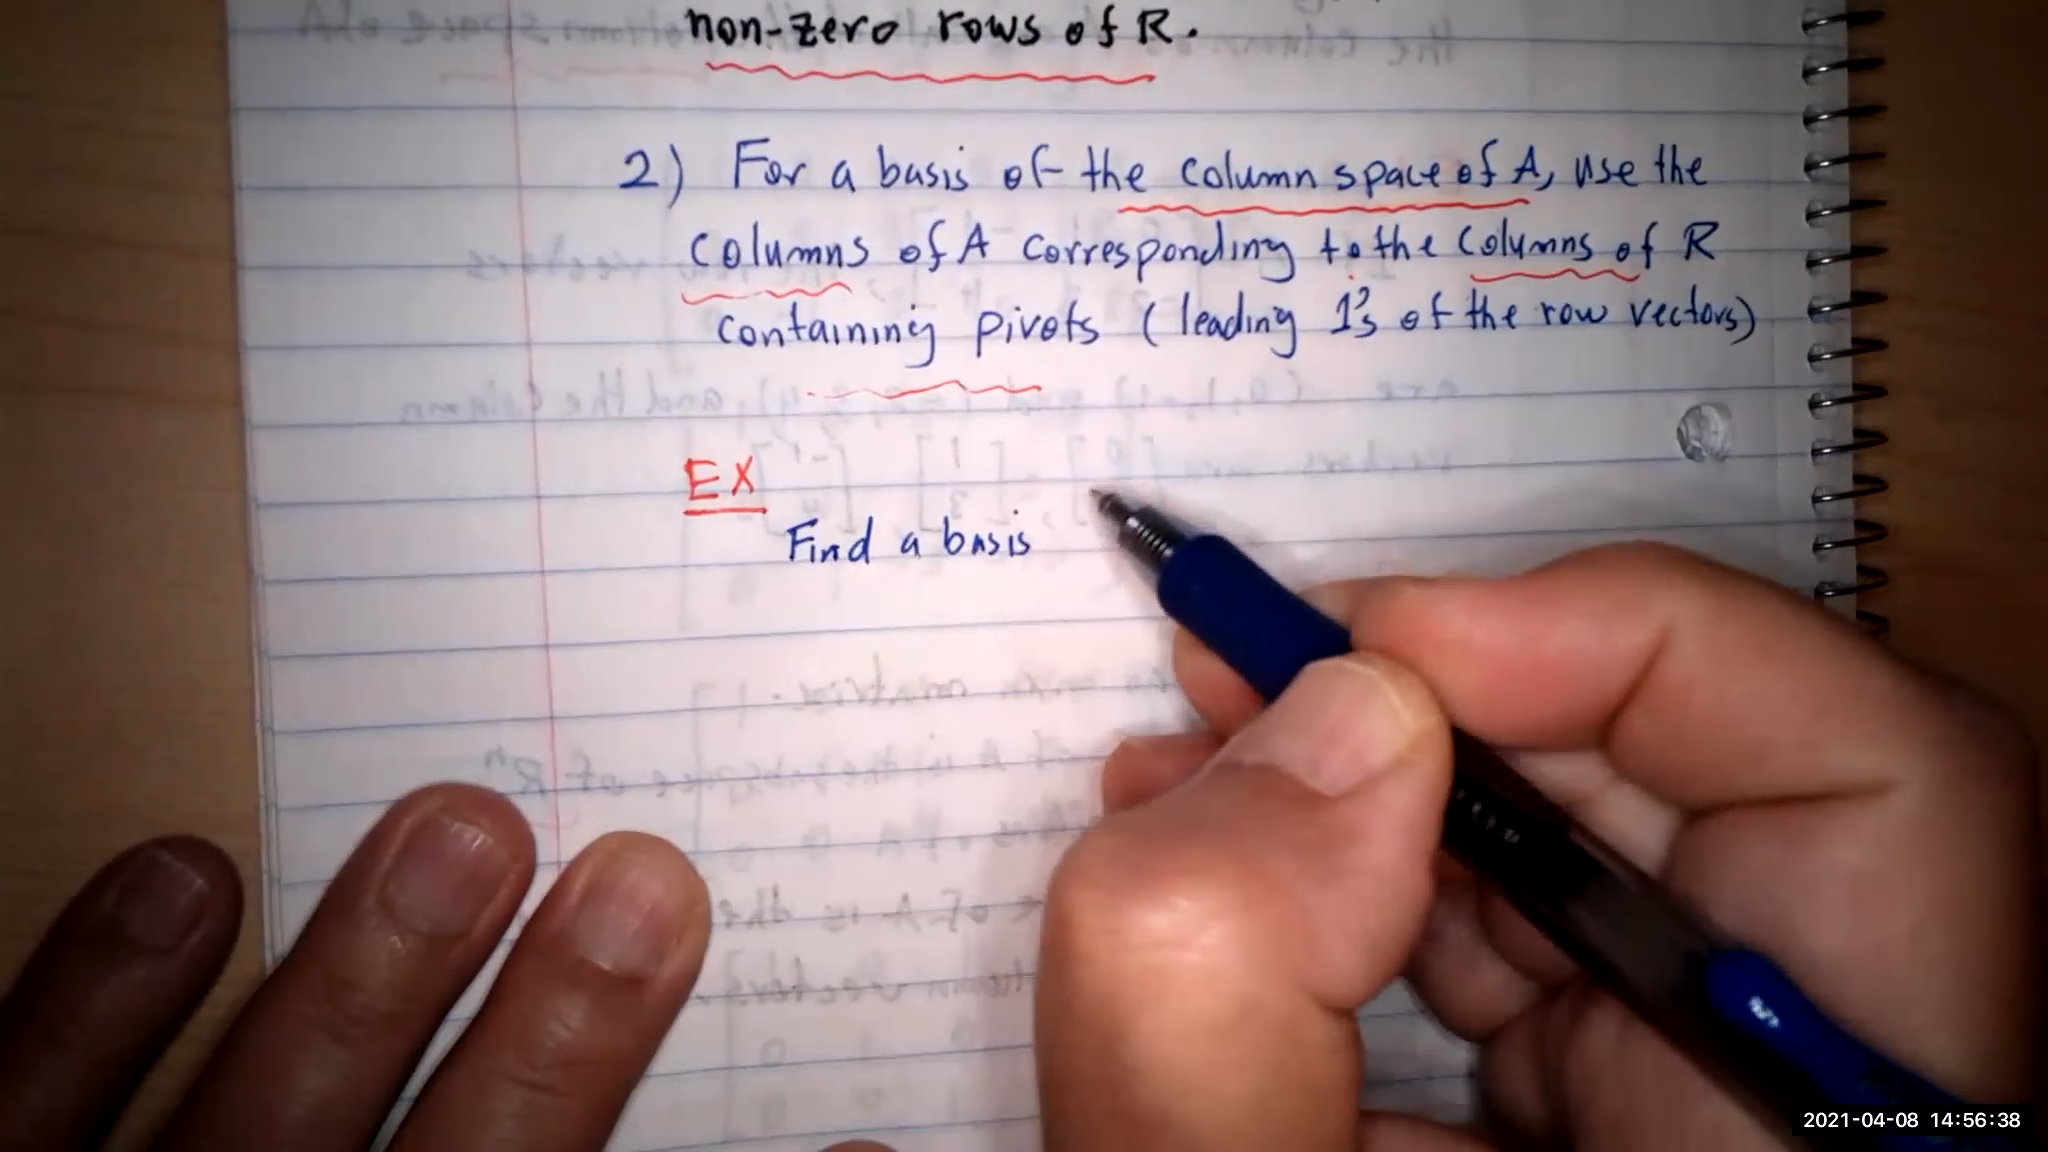 non-zero rows of R.
2) For a basis of the column space of A, use the
columns of A corresponding to the columns of R
containing pivots (leading 1's of the row vectors)
EX
Find a basis
2021-04-08 14:56:38